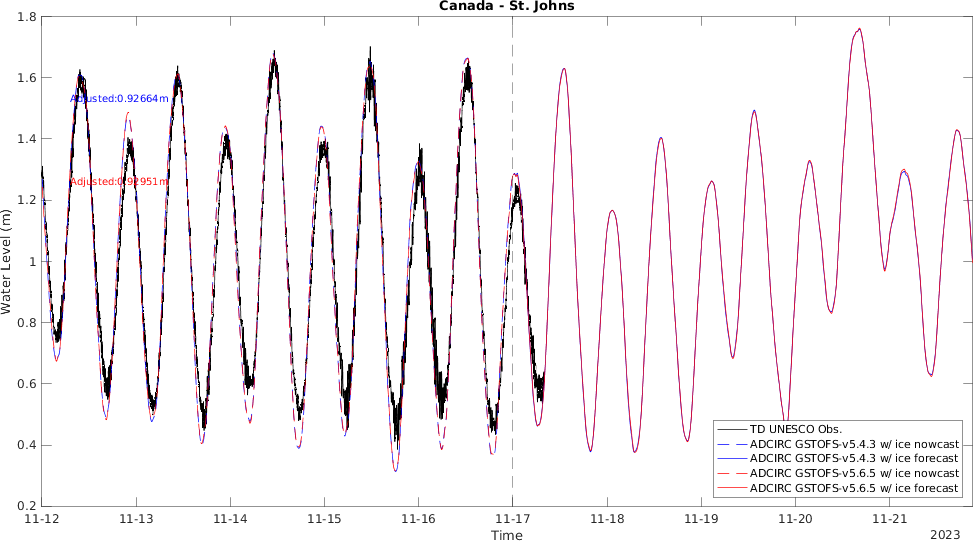 Canada - St. Johns
1.8
1.6
1.4
1.2
1
0.8
0.6
0.4
0.2
Water Level (m)
Adjusted:0.92664m
Adjusted:0.92951m
TD UNESCO Obs.
ADCIRC GSTOFS-v5.4.3 w/ ice nowcast
ADCIRC GSTOFS-v5.4.3 w/ ice forecast
ADCIRC GSTOFS-v5.6.5 w/ ice nowcast
ADCIRC GSTOFS-v5.6.5 w/ ice forecast
11-12 11-13 11-14 11-15 11-16 11-17 11-18 11-19 11-20 11-21
Time
2023